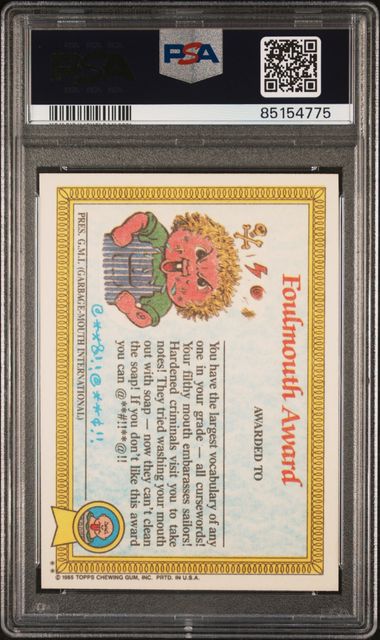 PSA
PSA
85154775
Foulmouth Award
AWARDED TO
You have the largest vocabulary of any
one in your grade — all cursewords!
Your filthy mouth embarasses sailors!
Hardened criminals visit you to take
notes! They tried washing your mouth
out with soap — now they can't clean
the soap! If you don't like this award
you can @**#!!**@!!
@**&!!@**¢!!
PRES. G.M.I. (GARBAGE-MOUTH INTERNATIONAL)
**
© 1985 TOPPS CHEWING GUM, INC. PRTD. IN U.S.A.